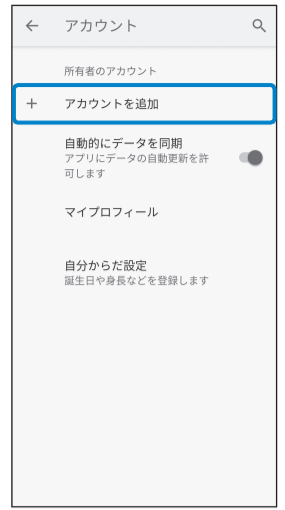 アカウント
所有者のアカウント
アカウントを追加
自動的にデータを同期
アプリにデータの自動更新を許
可します
マイプロフィール
自分からだ設定
誕生日や身長などを登録します